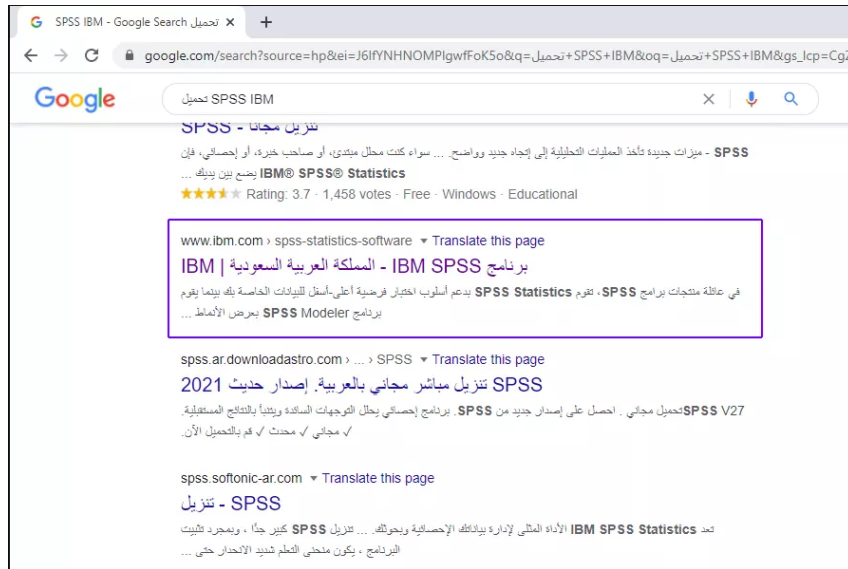 تحميل SPSS IBM - Google Search
google.com/search?source=hp&ei=J6IfYNHNOMPIgwfFoK5o&q=تحميل+SPSS+IBM&oq=تحميل+SPSS+IBM&gs_lcp=CgZ
Google
تحميل SPSS IBM
تنزيل مجانا - SPSS
SPSS - ميزات جديدة تأخذ العمليات التحليلية إلى إتجاه جديد وواضح. ... سواء كنت محلل مبتدئ، أو صاحب خبرة، أو إحصائي، فإن
IBM® SPSS® Statistics يضع بين يديك ...
Rating: 3.7 · 1,458 votes · Free · Windows · Educational
www.ibm.com › spss-statistics-software Translate this page
برنامج IBM SPSS - المملكة العربية السعودية | IBM
في عائلة منتجات برامج SPSS، تقوم SPSS Statistics بدعم أسلوب اختبار فرضية أعلى-أسفل للبيانات الخاصة بك بينما يقوم
برنامج SPSS Modeler بعرض الأنماط ...
spss.ar.downloadastro.com › ... › SPSS Translate this page
SPSS تنزيل مباشر مجاني بالعربية. إصدار حديث 2021
SPSS V27تحميل مجاني . احصل على إصدار جديد من SPSS. برنامج إحصائي يحلل التوجهات السائدة ويتنبأ بالنتائج المستقبلية.
✓ مجاني ✓ محدث ✓ قم بالتحميل الآن.
spss.softonic-ar.com Translate this page
SPSS - تنزيل
تعد IBM SPSS Statistics الأداة المثلى لإدارة بياناتك الإحصائية وبحوثك. ... تنزيل SPSS كبير جدًا ، وبمجرد تثبيت
البرنامج ، يكون منحنى التعلم شديد الانحدار حتى ...